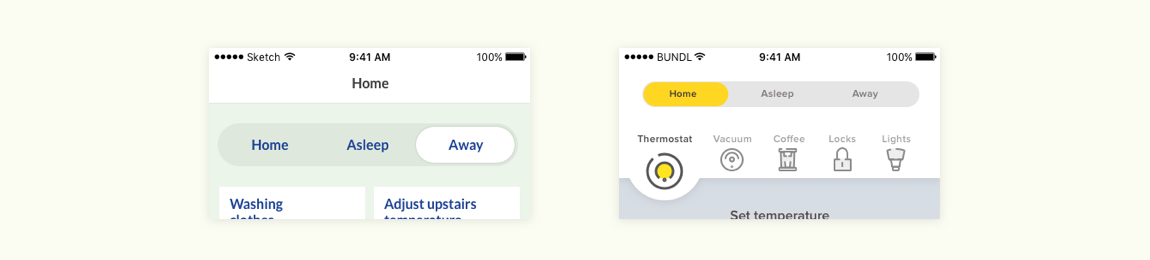 Sketch 9:41 AM 100%
Home
Home Asleep Away
Washing
clothes
Adjust upstairs
temperature
BUNDL 9:41 AM 100%
Home Asleep Away
Thermostat Vacuum Coffee Locks Lights
Set temperature